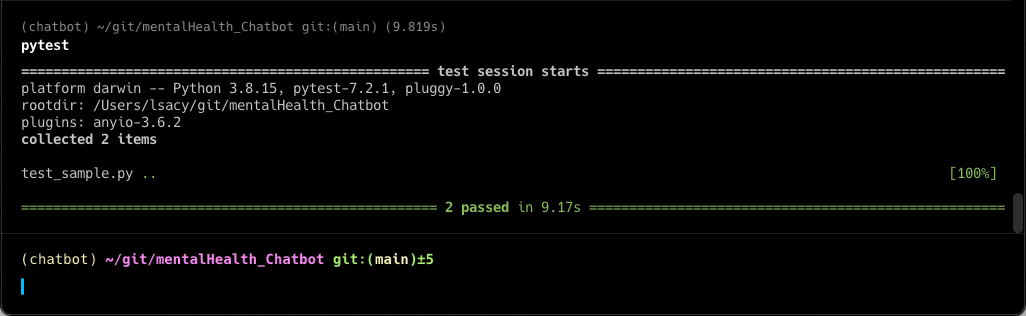 (chatbot) ~/git/mentalHealth_Chatbot git:(main) (9.819s)
pytest
=================================================== test session starts ===================================================
platform darwin -- Python 3.8.15, pytest-7.2.1, pluggy-1.0.0
rootdir: /Users/lsacy/git/mentalHealth_Chatbot
plugins: anyio-3.6.2
collected 2 items
test_sample.py .. [100%]
==================================================== 2 passed in 9.17s ====================================================
(chatbot) ~/git/mentalHealth_Chatbot git:(main)±5